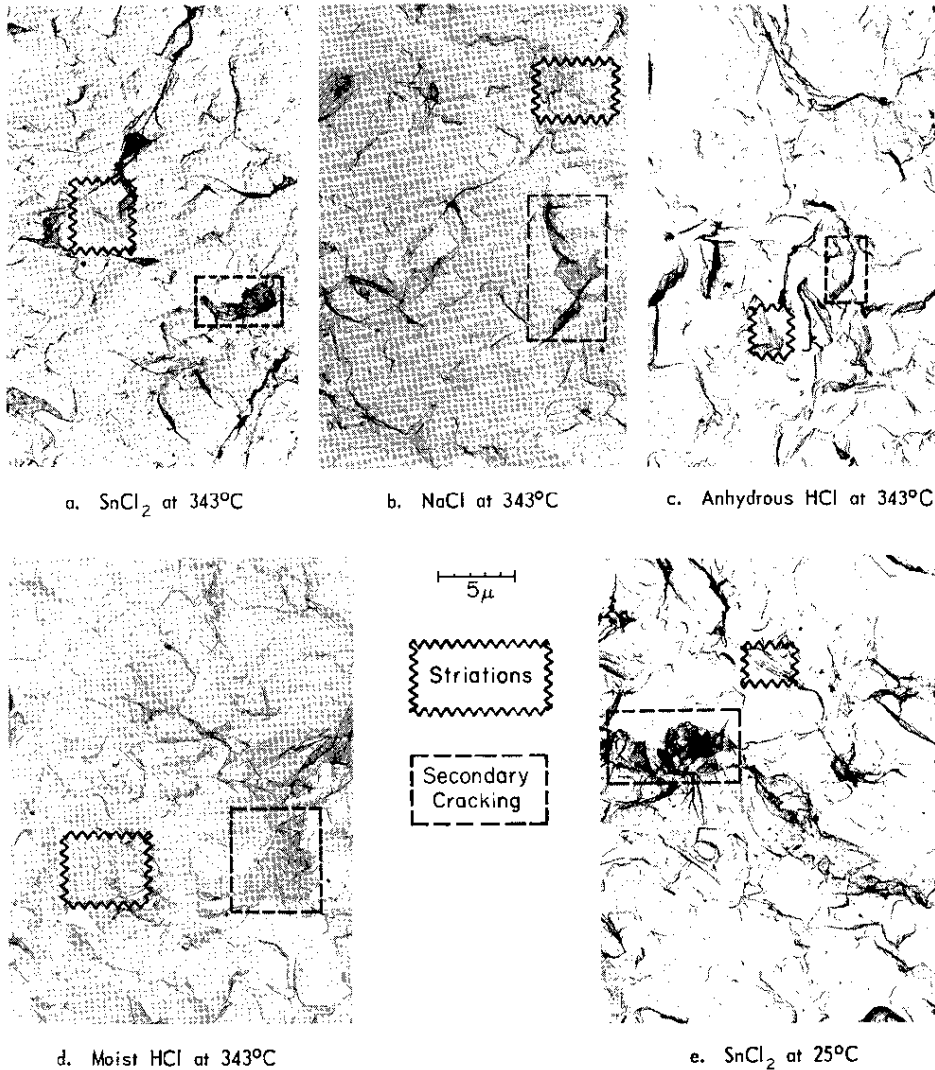 a. SnCl₂ at 343°C
b. NaCl at 343°C
c. Anhydrous HCl at 343°C
5μ
Striations
Secondary
Cracking
d. Moist HCl at 343°C
e. SnCl₂ at 25°C